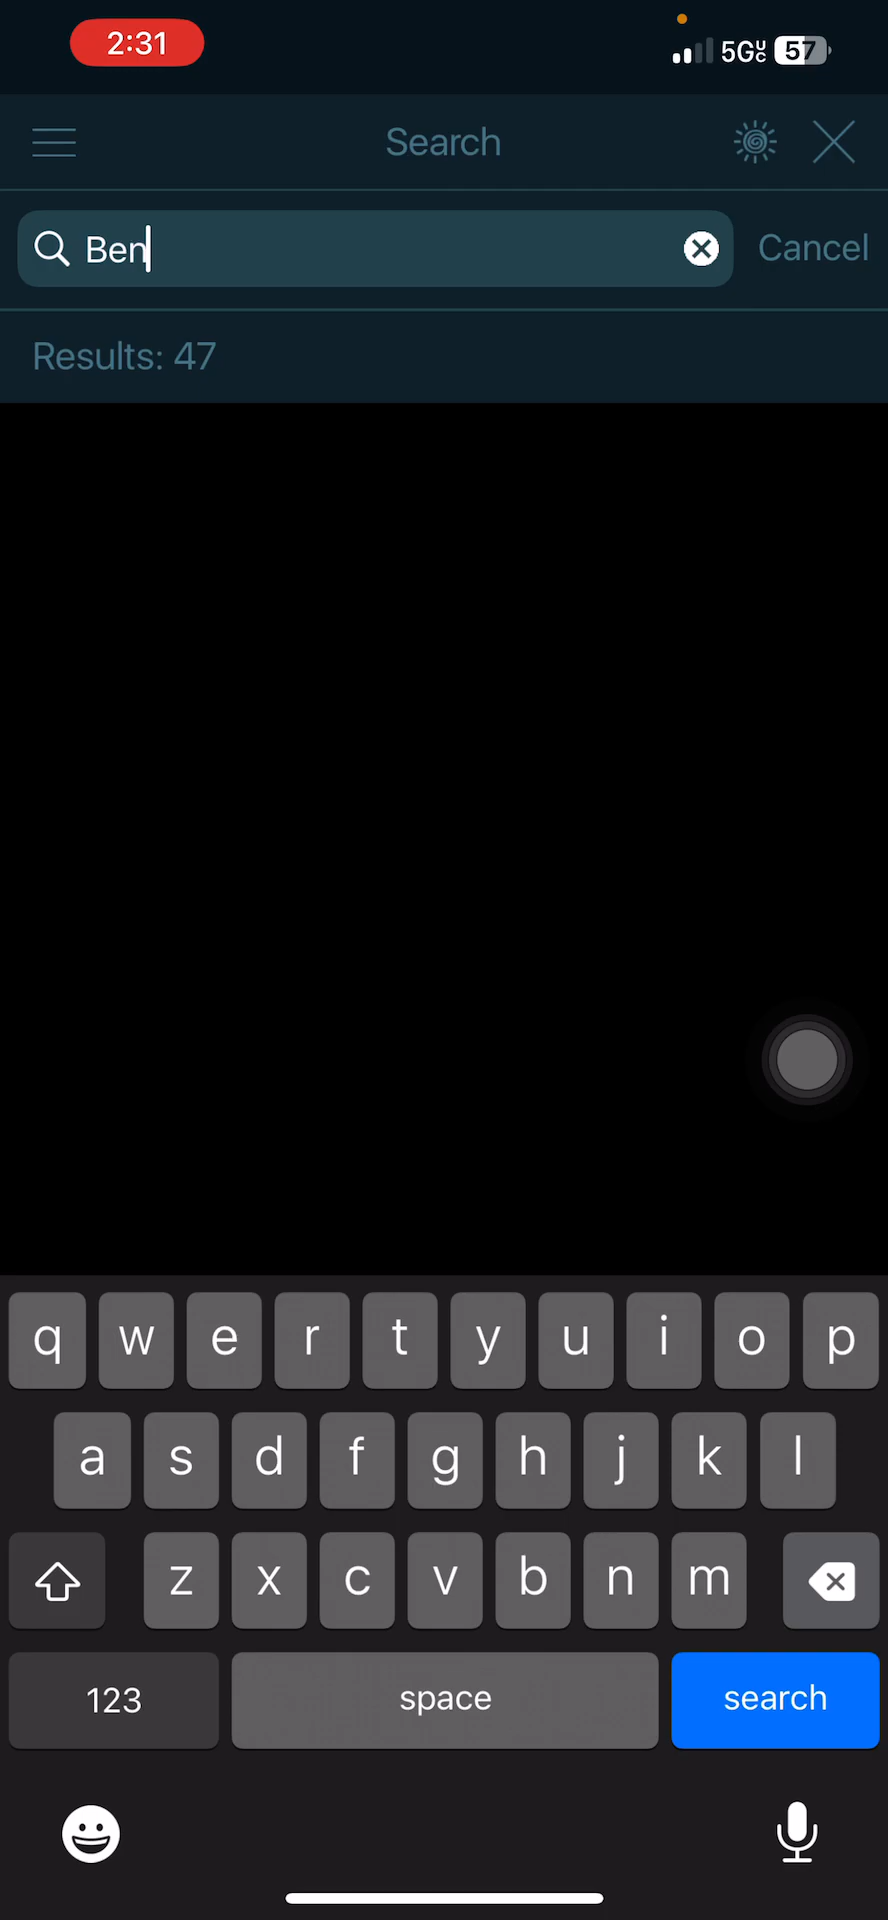 2:31
5GUC 57
Search
Ben
Cancel
Results: 47
q w e r t y u i o p
a s d f g h j k l
z x c v b n m
123 space search